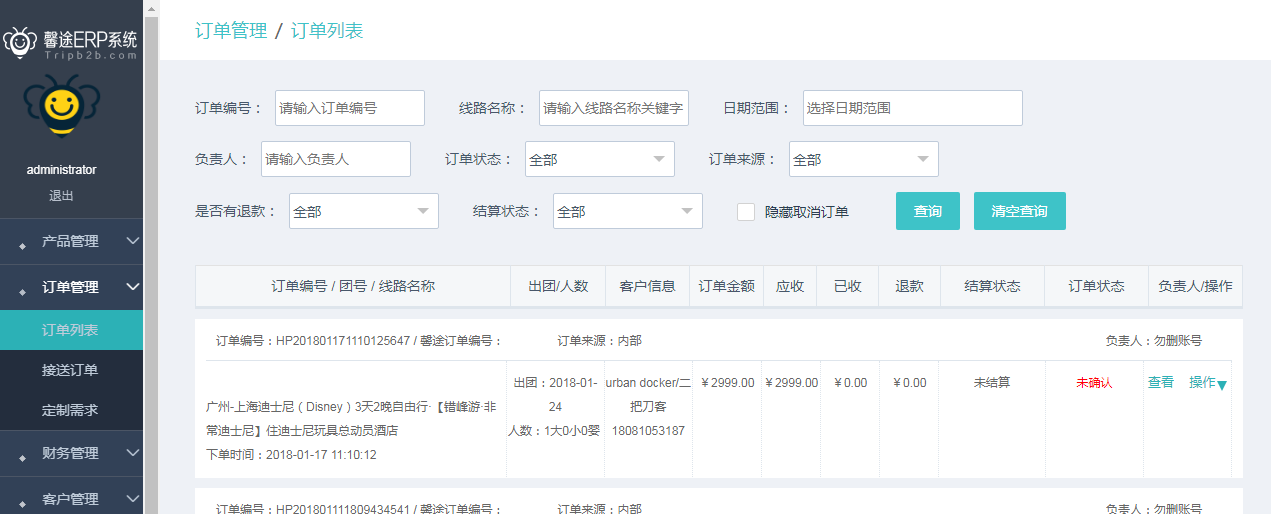 馨途ERP系统
Tripb2b.com
administrator
退出
产品管理
订单管理
订单列表
接送订单
定制需求
财务管理
客户管理
订单管理 / 订单列表
订单编号： 请输入订单编号 线路名称： 请输入线路名称关键字 日期范围： 选择日期范围
负责人： 请输入负责人 订单状态： 全部 订单来源： 全部
是否有退款： 全部 结算状态： 全部 隐藏取消订单 查询 清空查询
订单编号 / 团号 / 线路名称 出团/人数 客户信息 订单金额 应收 已收 退款 结算状态 订单状态 负责人/操作
订单编号：HP201801171110125647 / 馨途订单编号： 订单来源：内部 负责人：勿删账号
出团：2018-01- urban docker/二 ￥2999.00 ￥2999.00 ￥0.00 ￥0.00 未结算 未确认 查看 操作▼
广州-上海迪士尼（Disney）3天2晚自由行·【错峰游·非 24 把刀客
常迪士尼】住迪士尼玩具总动员酒店 人数：1大0小0婴 18081053187
下单时间：2018-01-17 11:10:12
订单编号：HP201801111809434541 / 馨途订单编号： 订单来源：内部 负责人：勿删账号